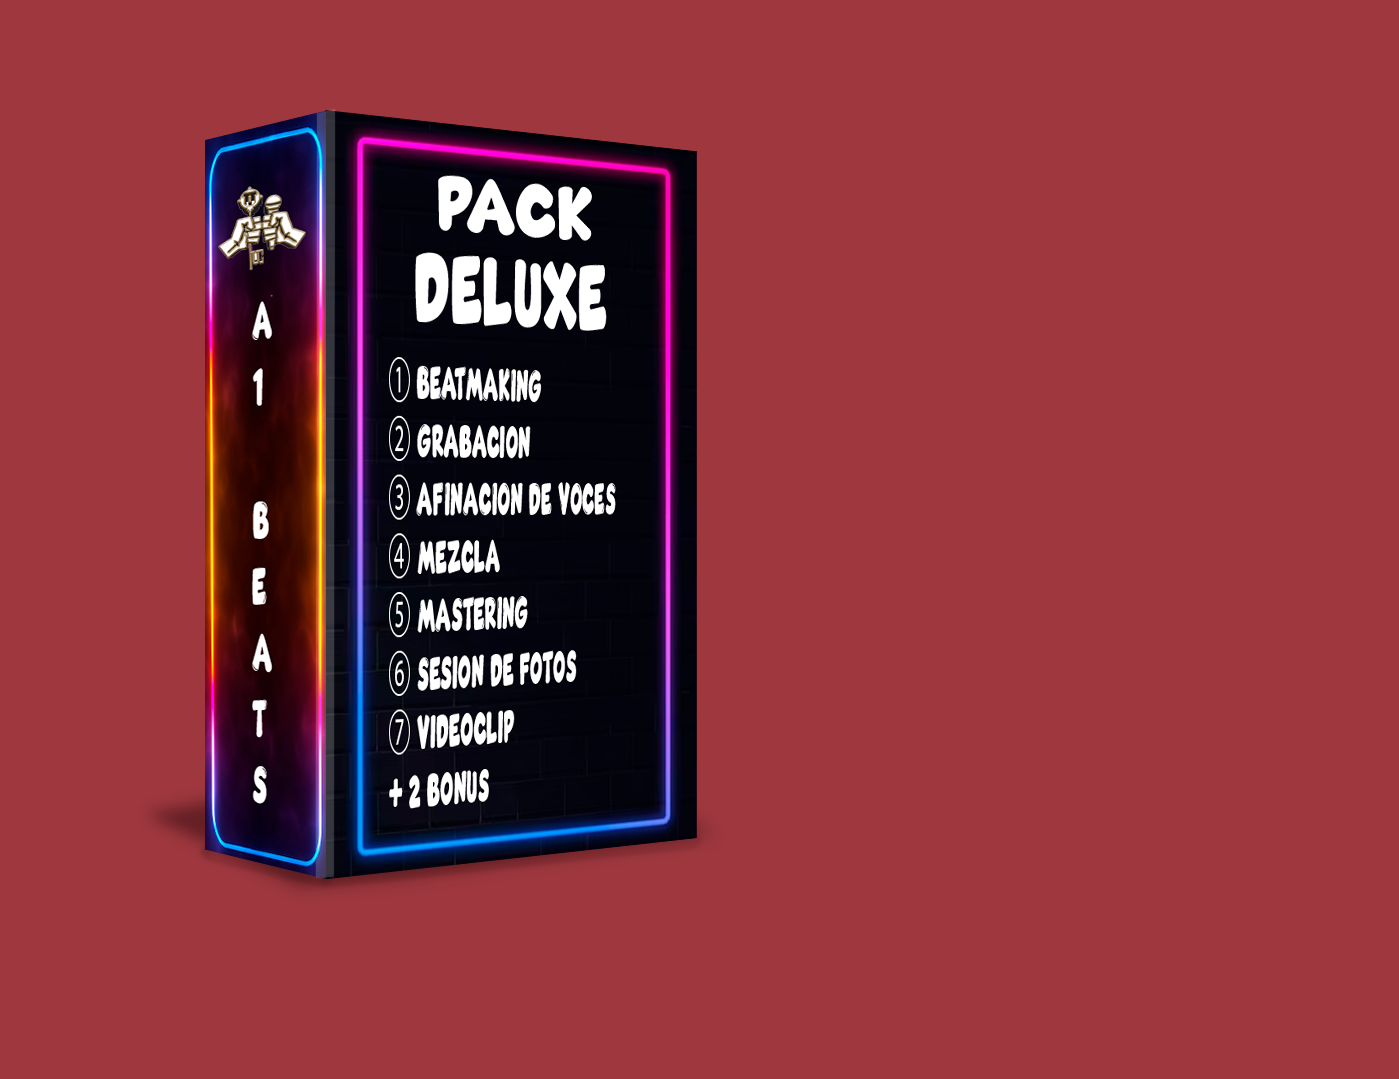 A
1
B
E
A
T
S
PACK
DELUXE
① BEATMAKING
② GRABACION
③ AFINACION DE VOCES
④ MEZCLA
⑤ MASTERING
⑥ SESION DE FOTOS
⑦ VIDEOCLIP
+ 2 BONUS